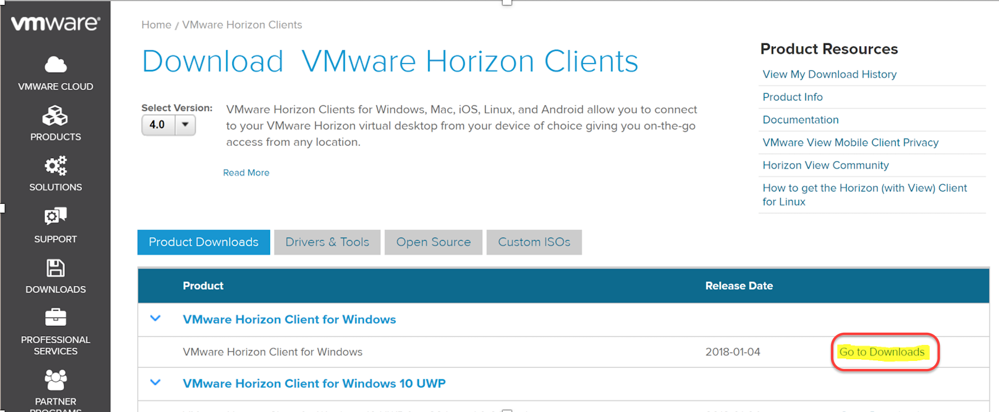 vmware®
VMWARE CLOUD
PRODUCTS
SOLUTIONS
SUPPORT
DOWNLOADS
PROFESSIONAL
SERVICES
PARTNER
PROGRAMS
Home / VMware Horizon Clients
Download VMware Horizon Clients
Select Version:
4.0
VMware Horizon Clients for Windows, Mac, iOS, Linux, and Android allow you to connect
to your VMware Horizon virtual desktop from your device of choice giving you on-the-go
access from any location.
Read More
Product Resources
View My Download History
Product Info
Documentation
VMware View Mobile Client Privacy
Horizon View Community
How to get the Horizon (with View) Client
for Linux
Product Downloads Drivers & Tools Open Source Custom ISOs
Product Release Date
VMware Horizon Client for Windows
VMware Horizon Client for Windows 2018-01-04 Go to Downloads
VMware Horizon Client for Windows 10 UWP